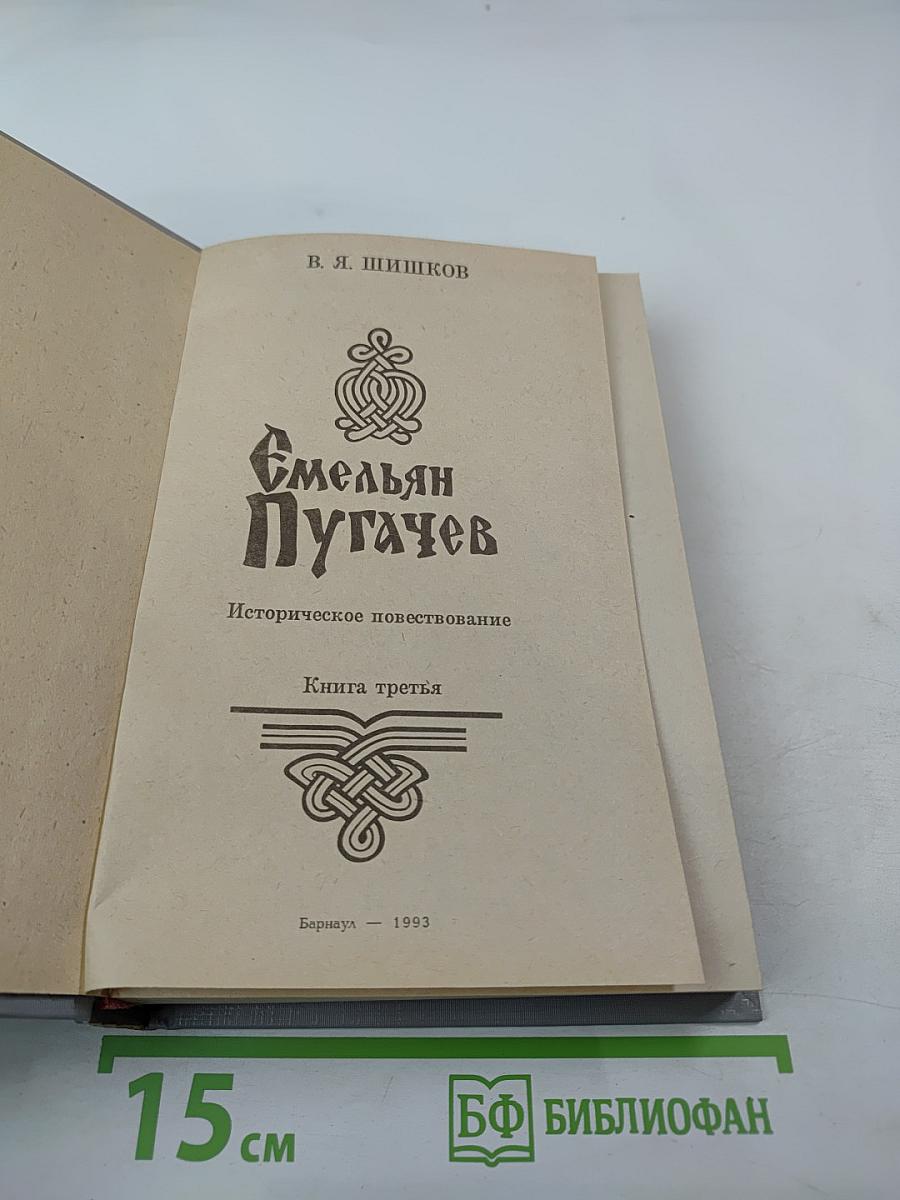 В. Я. ШИШКОВ
Емельян
Пугачев
Историческое повествование
Книга третья
Барнаул — 1993
15 см
БФ БИБЛИОФАН